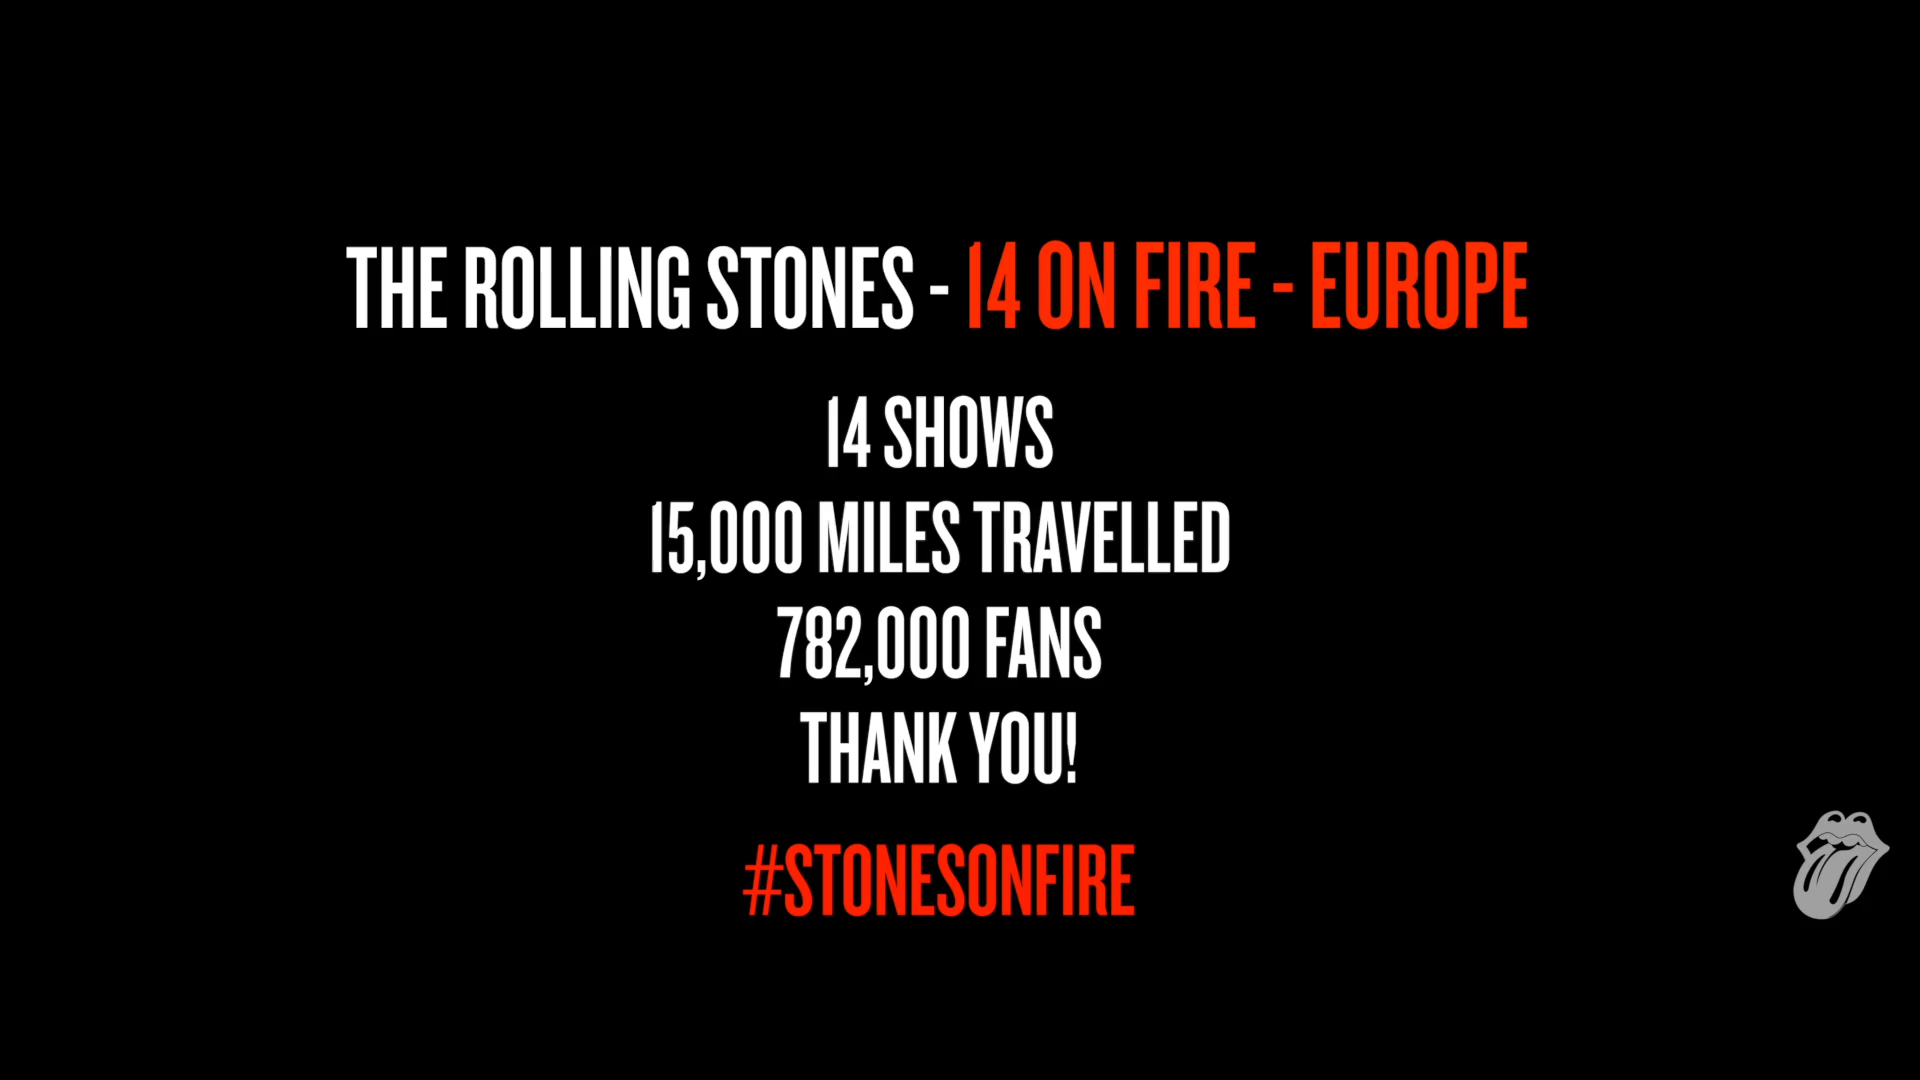 THE ROLLING STONES - 14 ON FIRE - EUROPE
14 SHOWS
15,000 MILES TRAVELLED
782,000 FANS
THANK YOU!
#STONESONFIRE